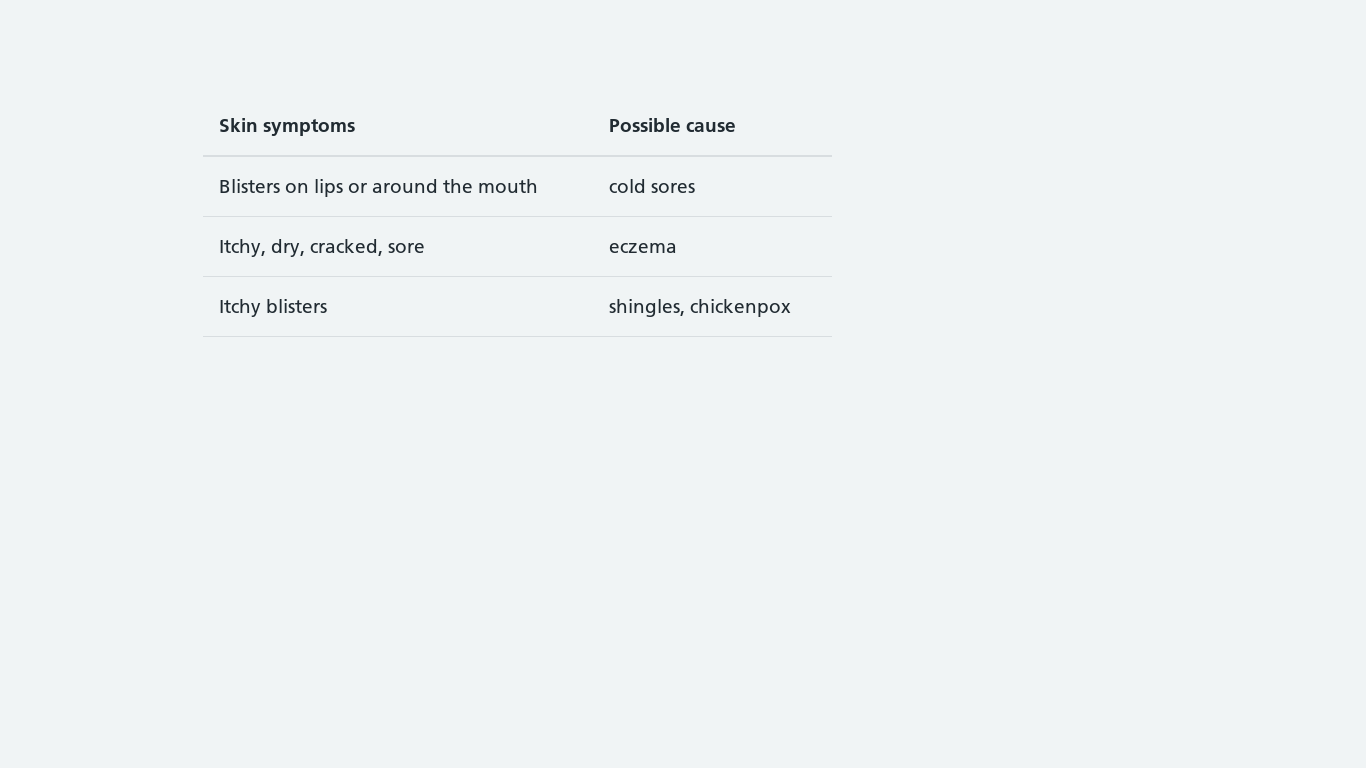 Skin symptoms Possible cause
Blisters on lips or around the mouth cold sores
Itchy, dry, cracked, sore eczema
Itchy blisters shingles, chickenpox